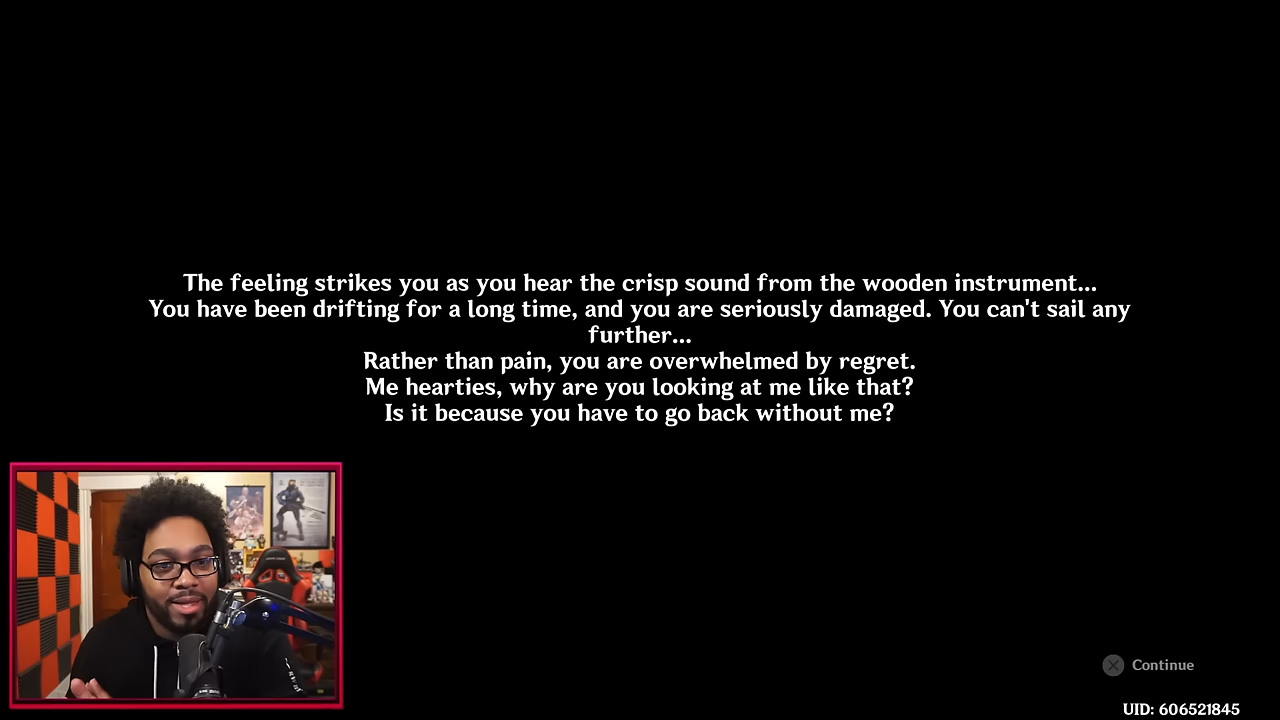 The feeling strikes you as you hear the crisp sound from the wooden instrument...
You have been drifting for a long time, and you are seriously damaged. You can't sail any
further...
Rather than pain, you are overwhelmed by regret.
Me hearties, why are you looking at me like that?
Is it because you have to go back without me?
Continue
UID: 606521845